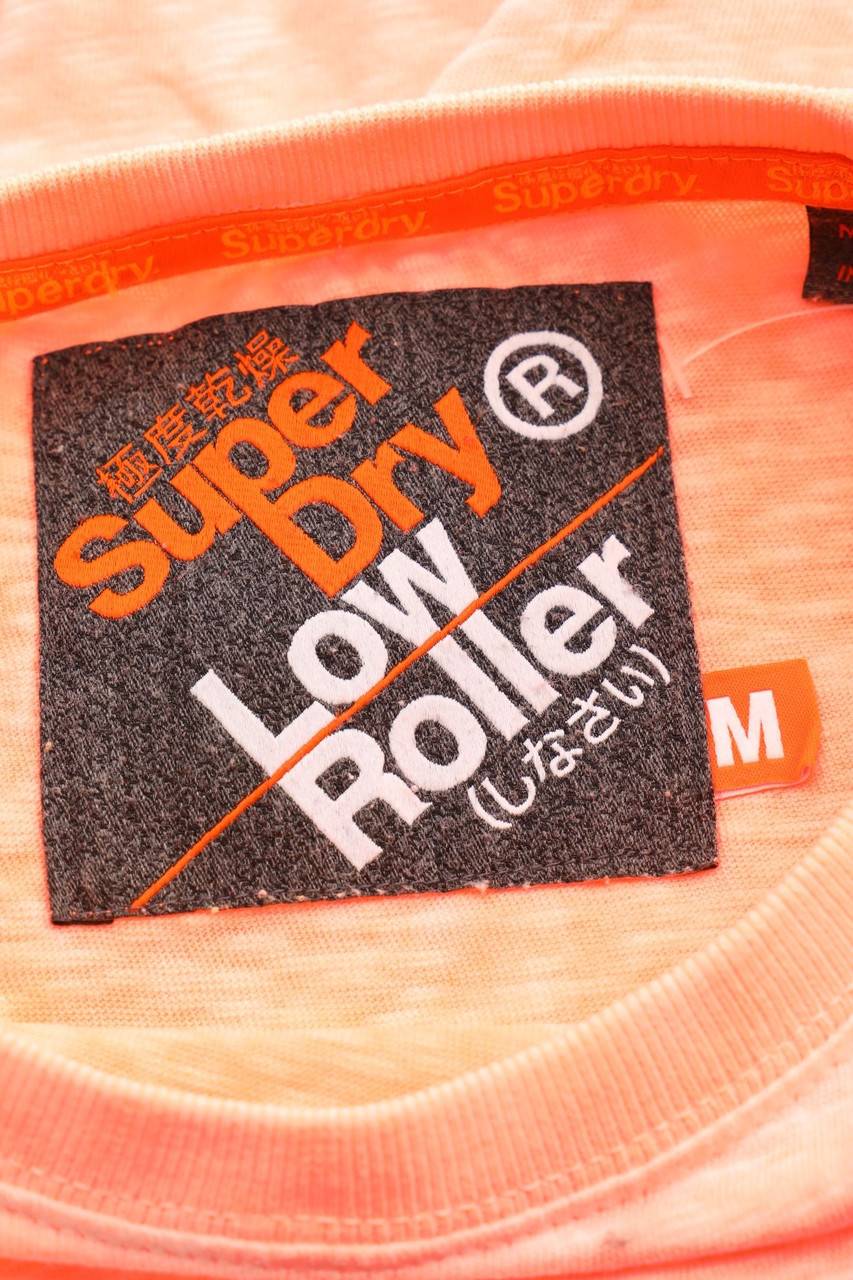 Superdry
Superdry
Superdry
極度乾燥
Super
Dry ®
Low
Roller
(しなさい)
M